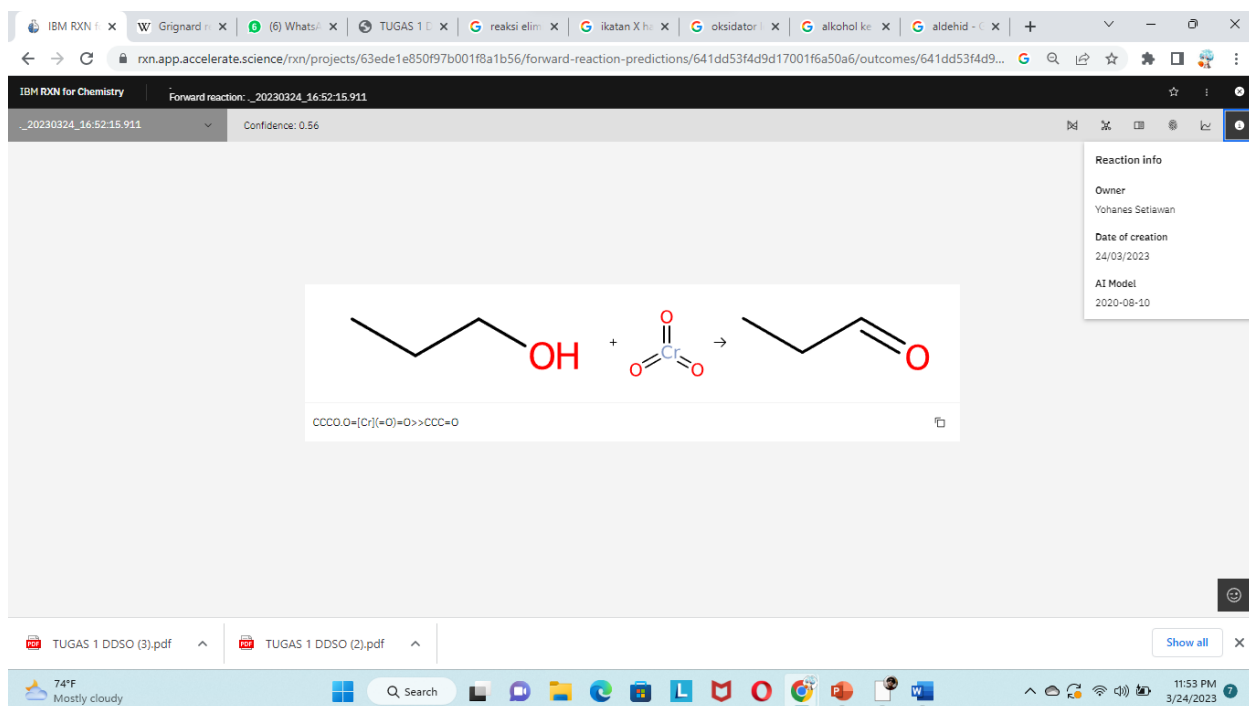 IBM RXN f
Grignard r
(6) WhatsA
TUGAS 1 D
reaksi elim
ikatan X ha
oksidator l
alkohol ke
aldehid - G
rxn.app.accelerate.science/rxn/projects/63ede1e850f97b001f8a1b56/forward-reaction-predictions/641dd53f4d9d17001f6a50a6/outcomes/641dd53f4d9...
IBM RXN for Chemistry
Forward reaction: ._20230324_16:52:15.911
._20230324_16:52:15.911
Confidence: 0.56
Reaction info
Owner
Yohanes Setiawan
Date of creation
24/03/2023
AI Model
2020-08-10
OH
+
O
Cr
O
O
→
O
CCCO.O=[Cr](=O)=O>>CCC=O
TUGAS 1 DDSO (3).pdf
TUGAS 1 DDSO (2).pdf
Show all
74°F
Mostly cloudy
Search
11:53 PM
3/24/2023
7